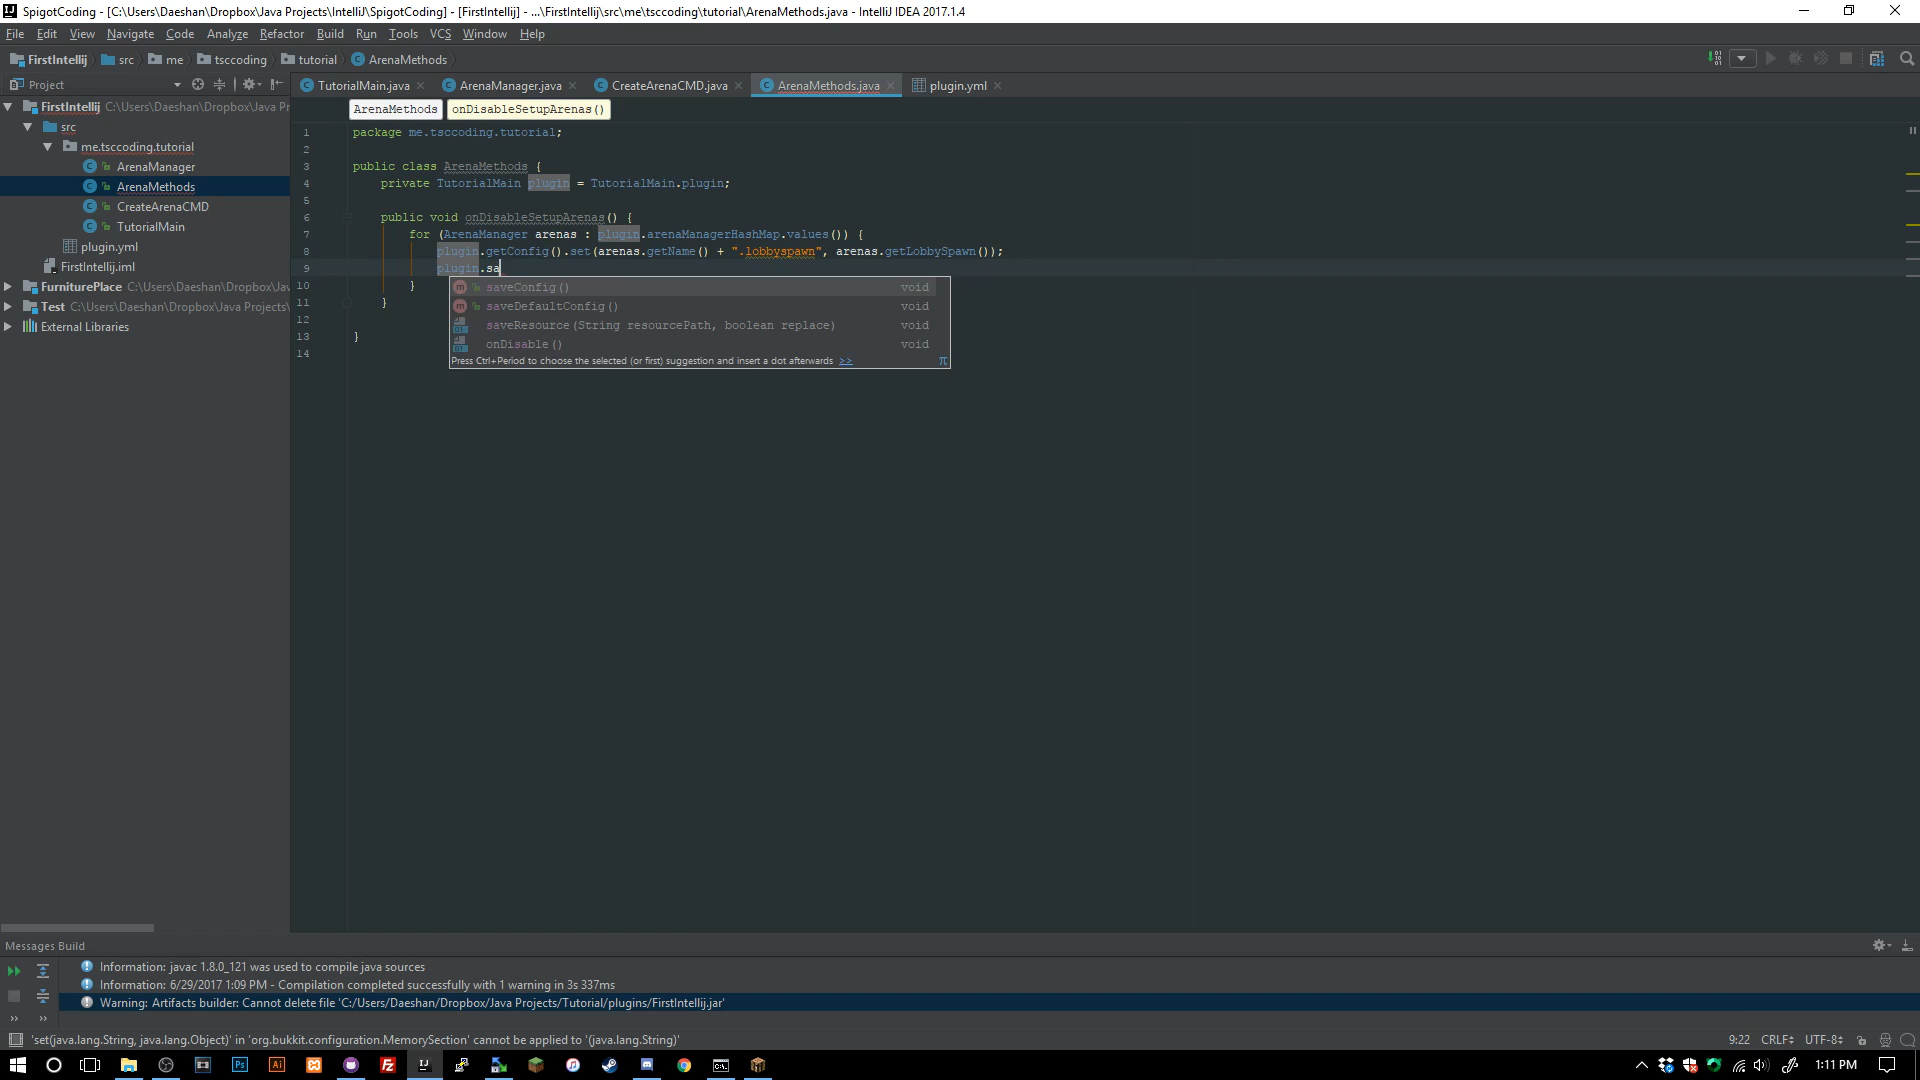 SpigotCoding - [C:\Users\Daeshan\Dropbox\Java Projects\IntelliJ\SpigotCoding] - [FirstIntellij] - ...\FirstIntellij\src\me\tsccoding\tutorial\ArenaMethods.java - IntelliJ IDEA 2017.1.4
File Edit View Navigate Code Analyze Refactor Build Run Tools VCS Window Help
FirstIntellij src me tsccoding tutorial ArenaMethods
Project
TutorialMain.java ArenaManager.java CreateArenaCMD.java ArenaMethods.java plugin.yml
FirstIntellij C:\Users\Daeshan\Dropbox\Java Pr
src
me.tsccoding.tutorial
ArenaManager
ArenaMethods
CreateArenaCMD
TutorialMain
plugin.yml
FirstIntellij.iml
FurniturePlace C:\Users\Daeshan\Dropbox\Java
Test C:\Users\Daeshan\Dropbox\Java Projects\
External Libraries
ArenaMethods onDisableSetupArenas()
1 package me.tsccoding.tutorial;
2
3 public class ArenaMethods {
4 private TutorialMain plugin = TutorialMain.plugin;
5
6 public void onDisableSetupArenas() {
7 for (ArenaManager arenas : plugin.arenaManagerHashMap.values()) {
8 plugin.getConfig().set(arenas.getName() + ".lobbyspawn", arenas.getLobbySpawn());
9 plugin.sa
10 }
11 }
12
13 }
14
saveConfig() void
saveDefaultConfig() void
saveResource(String resourcePath, boolean replace) void
onDisable() void
Press Ctrl+Period to choose the selected (or first) suggestion and insert a dot afterwards >> π
Messages Build
Information: javac 1.8.0_121 was used to compile java sources
Information: 6/29/2017 1:09 PM - Compilation completed successfully with 1 warning in 3s 337ms
Warning: Artifacts builder: Cannot delete file 'C:/Users/Daeshan/Dropbox/Java Projects/Tutorial/plugins/FirstIntellij.jar'
'set(java.lang.String, java.lang.Object)' in 'org.bukkit.configuration.MemorySection' cannot be applied to '(java.lang.String)'
9:22 CRLF UTF-8
1:11 PM